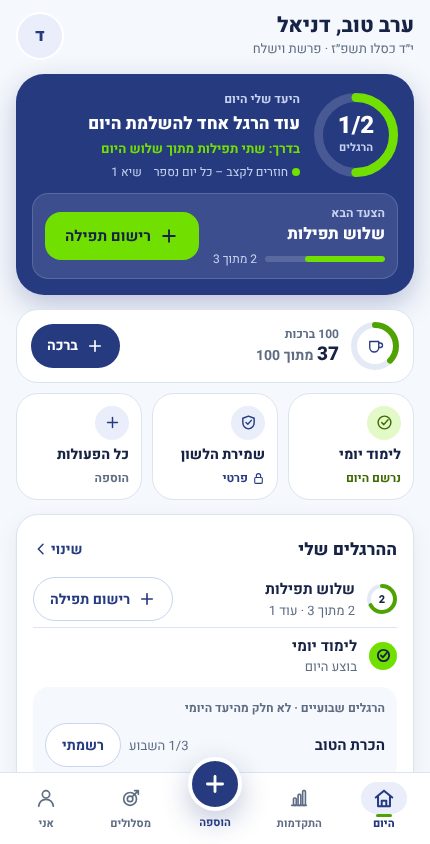 ערב טוב, דניאל
ד
י״ד כסלו תשפ״ז · פרשת וישלח
היעד שלי היום
עוד הרגל אחד להשלמת היום
בדרך: שתי תפילות מתוך שלוש היום
חוזרים לקצב – כל יום נספר
שיא 1
1/2
הרגלים
הצעד הבא
שלוש תפילות
2 מתוך 3
רישום תפילה
100 ברכות
37 מתוך 100
ברכה
לימוד יומי
נרשם היום
שמירת הלשון
פרטי
כל הפעולות
הוספה
ההרגלים שלי
שינוי
2
שלוש תפילות
2 מתוך 3 · עוד 1
רישום תפילה
לימוד יומי
בוצע היום
הרגלים שבועיים · לא חלק מהיעד היומי
הכרת הטוב
1/3 השבוע
רשמתי
היום
התקדמות
הוספה
מסלולים
אני